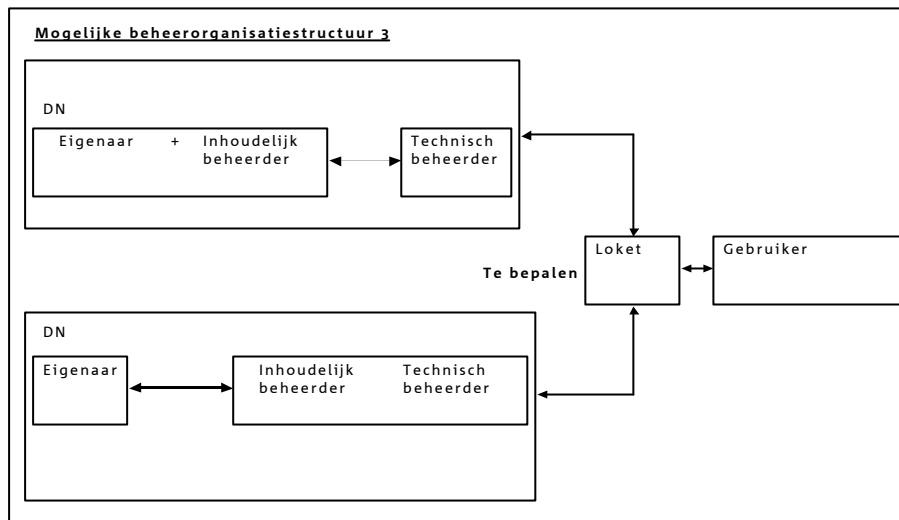 Mogelijke beheerorganisatiestructuur 3
DN
Eigenaar + Inhoudelijk
beheerder
Technisch
beheerder
Loket
Gebruiker
Te bepalen
DN
Eigenaar
Inhoudelijk
beheerder
Technisch
beheerder